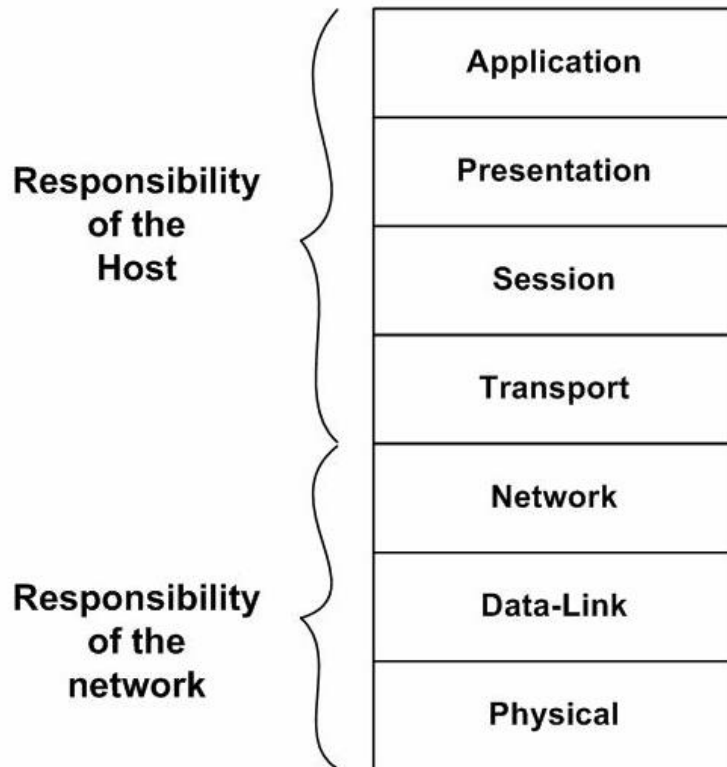 Application
Presentation
Responsibility
of the
Host
Session
Transport
Network
Responsibility
of the
network
Data-Link
Physical